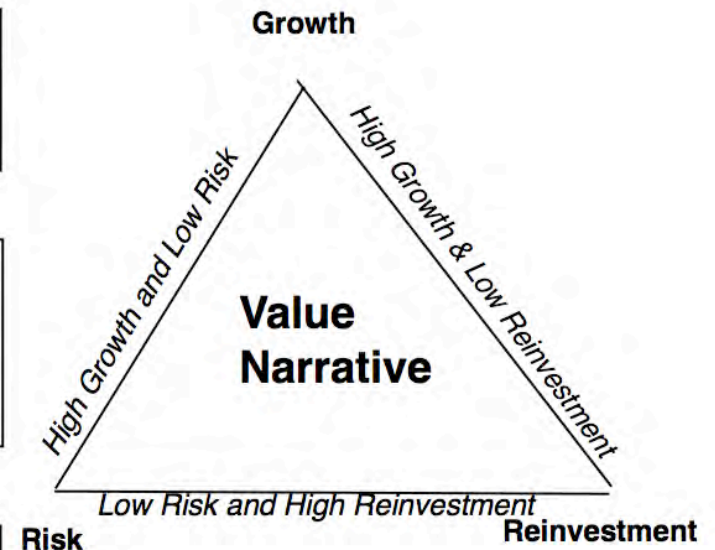 Growth
High Growth and Low Risk
High Growth & Low Reinvestment
Value
Narrative
Low Risk and High Reinvestment
Risk
Reinvestment